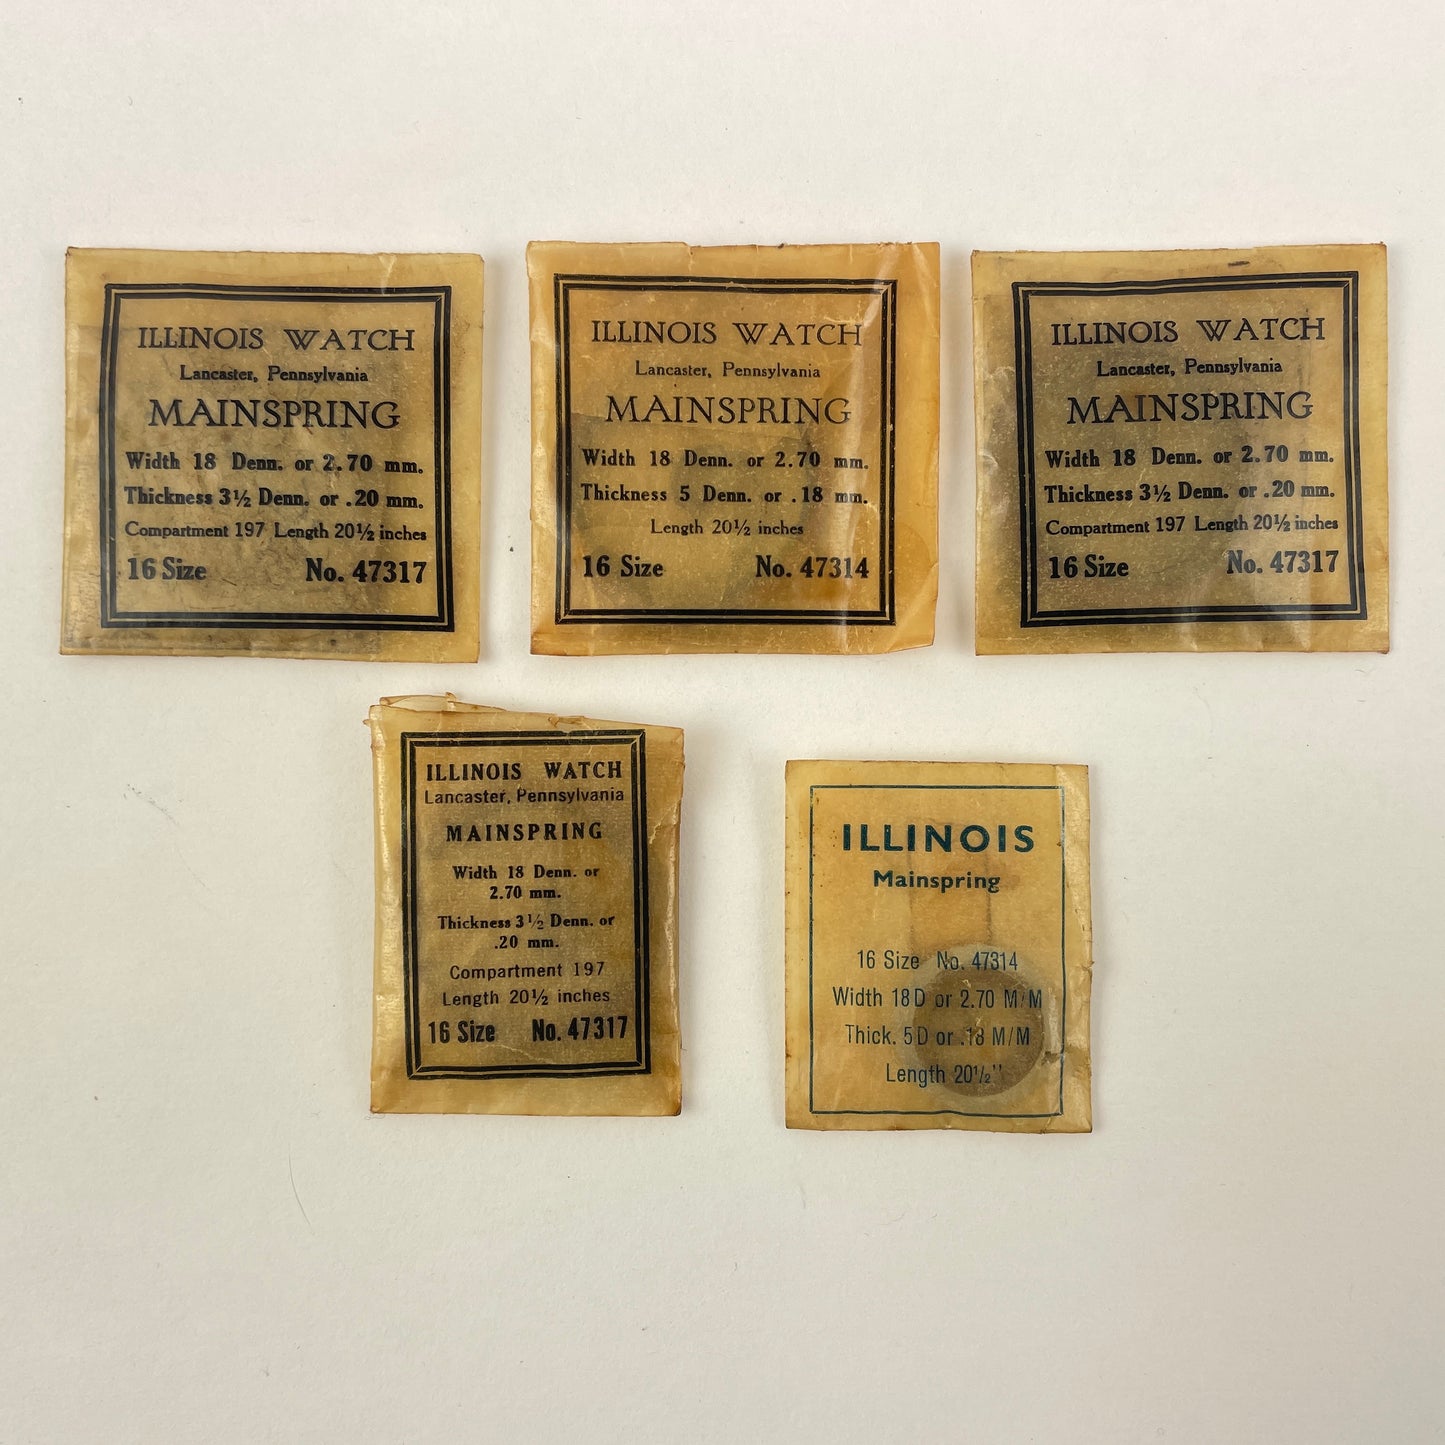 ILLINOIS WATCH
Lancaster, Pennsylvania
MAINSPRING
Width 18 Denn. or 2.70 mm.
Thickness 3½ Denn. or .20 mm.
Compartment 197 Length 20½ inches
16 Size No. 47317
ILLINOIS WATCH
Lancaster, Pennsylvania
MAINSPRING
Width 18 Denn. or 2.70 mm.
Thickness 5 Denn. or .18 mm.
Length 20½ inches
16 Size No. 47314
ILLINOIS WATCH
Lancaster, Pennsylvania
MAINSPRING
Width 18 Denn. or 2.70 mm.
Thickness 3½ Denn. or .20 mm.
Compartment 197 Length 20½ inches
16 Size No. 47317
ILLINOIS WATCH
Lancaster, Pennsylvania
MAINSPRING
Width 18 Denn. or
2.70 mm.
Thickness 3½ Denn. or
.20 mm.
Compartment 197
Length 20½ inches
16 Size No. 47317
ILLINOIS
Mainspring
16 Size No. 47314
Width 18D or 2.70 M/M
Thick. 5D or .18 M/M
Length 20½"